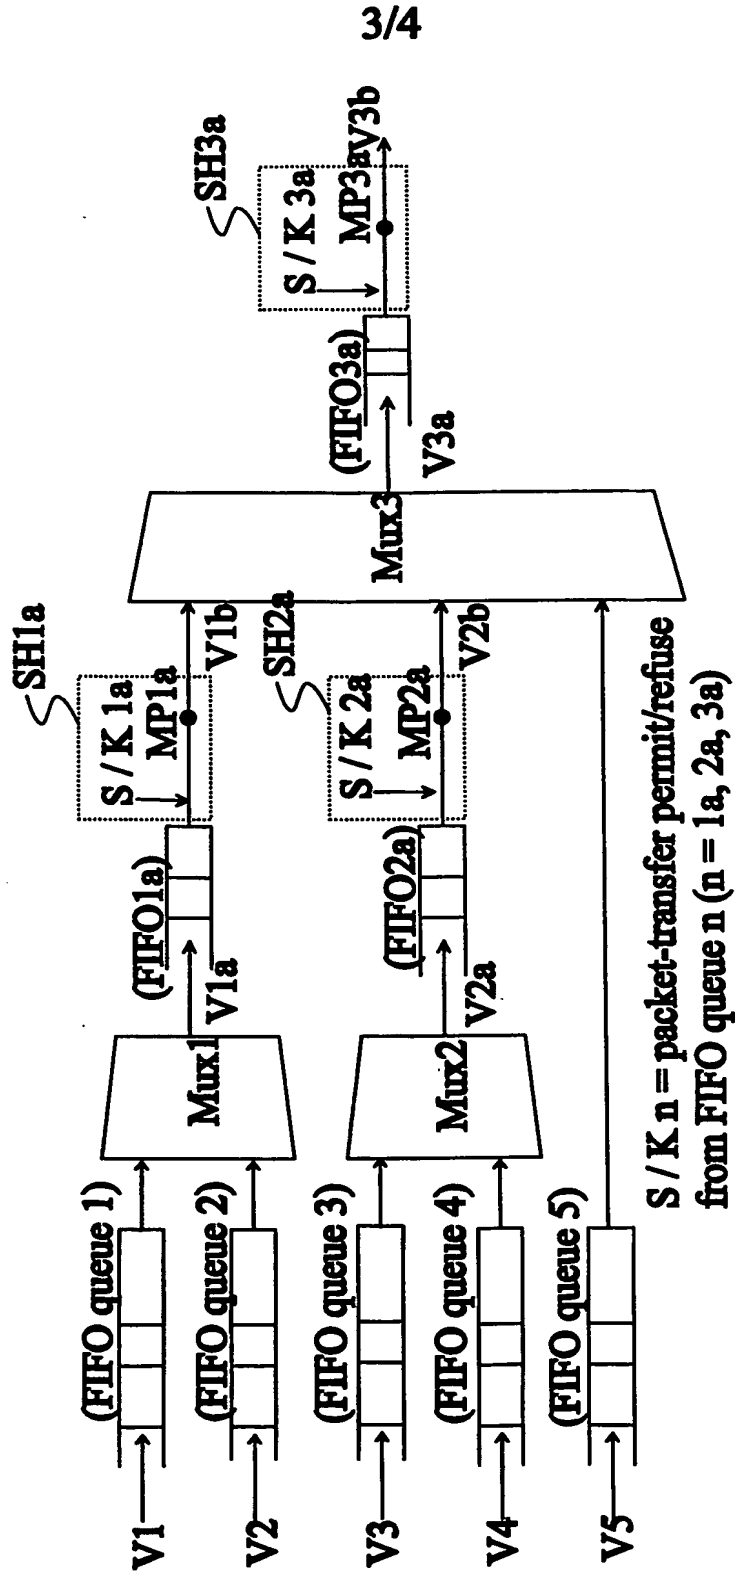 3/4
V1
(FIFO queue 1)
V2
(FIFO queue 2)
V3
(FIFO queue 3)
V4
(FIFO queue 4)
V5
(FIFO queue 5)
Mux1
V1a
(FIFO1a)
S / K 1a
MP1a
SH1a
V1b
Mux2
V2a
(FIFO2a)
S / K 2a
MP2a
SH2a
V2b
Mux3
V3a
(FIFO3a)
S / K 3a
MP3a
SH3a
V3b
S / K n = packet-transfer permit/refuse
from FIFO queue n (n = 1a, 2a, 3a)